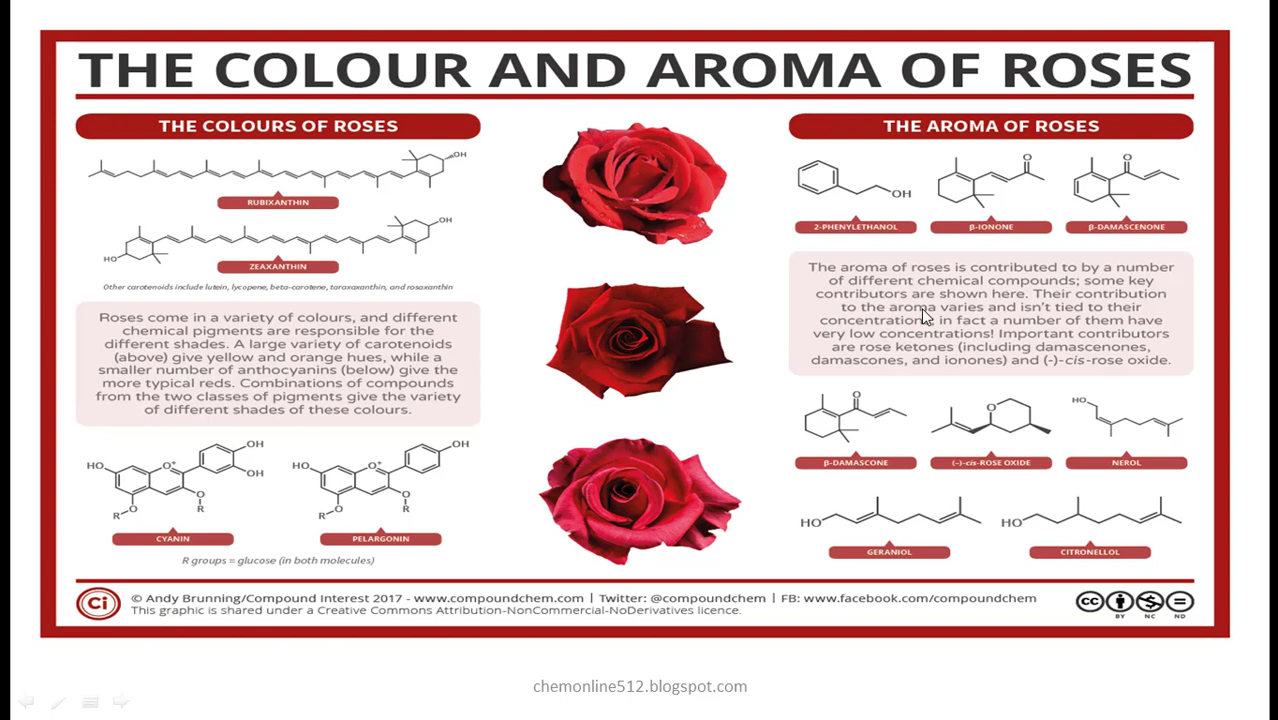 THE COLOUR AND AROMA OF ROSES
THE COLOURS OF ROSES
OH
RUBIXANTHIN
OH
HO
ZEAXANTHIN
Other carotenoids include lutein, lycopene, beta-carotene, taraxaxanthin, and rosaxanthin
Roses come in a variety of colours, and different
chemical pigments are responsible for the
different shades. A large variety of carotenoids
(above) give yellow and orange hues, while a
smaller number of anthocyanins (below) give the
more typical reds. Combinations of compounds
from the two classes of pigments give the variety
of different shades of these colours.
OH
HO
O+
OH
O
O
R
R
CYANIN
OH
HO
O+
O
O
R
R
PELARGONIN
R groups = glucose (in both molecules)
THE AROMA OF ROSES
OH
O
O
2-PHENYLETHANOL
β-IONONE
β-DAMASCENONE
The aroma of roses is contributed to by a number
of different chemical compounds; some key
contributors are shown here. Their contribution
to the aroma varies and isn't tied to their
concentrations in fact a number of them have
very low concentrations! Important contributors
are rose ketones (including damascenones,
damascones, and ionones) and (-)-cis-rose oxide.
O
O
HO
β-DAMASCONE
(–)-cis-ROSE OXIDE
NEROL
HO
HO
GERANIOL
CITRONELLOL
Ci
© Andy Brunning/Compound Interest 2017 - www.compoundchem.com | Twitter: @compoundchem | FB: www.facebook.com/compoundchem
This graphic is shared under a Creative Commons Attribution-NonCommercial-NoDerivatives licence.
cc
BY NC ND
chemonline512.blogspot.com